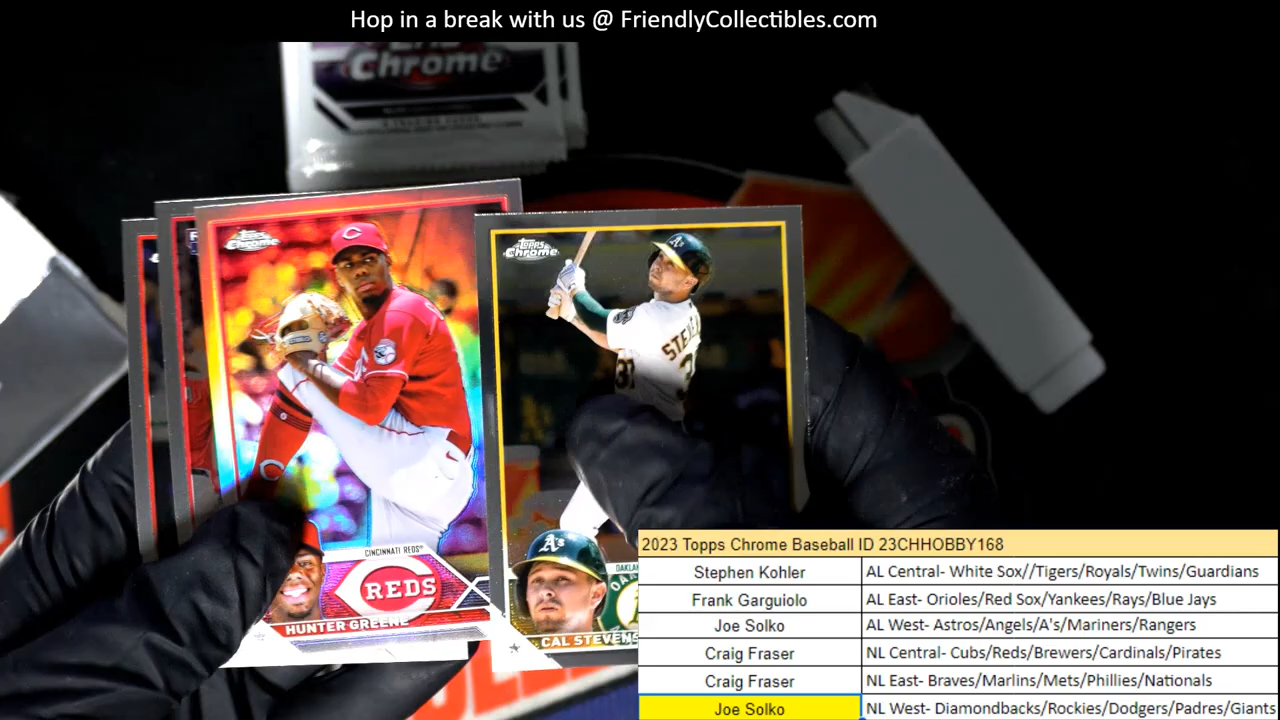 Hop in a break with us @ FriendlyCollectibles.com
Chrome
Topps
Chrome
CINCINNATI REDS
REDS
HUNTER GREENE
Topps
Chrome
A's
31
A's
CAL STEVENS
2023 Topps Chrome Baseball ID 23CHHOBBY168
Stephen Kohler AL Central- White Sox//Tigers/Royals/Twins/Guardians
Frank Garguiolo AL East- Orioles/Red Sox/Yankees/Rays/Blue Jays
Joe Solko AL West- Astros/Angels/A's/Mariners/Rangers
Craig Fraser NL Central- Cubs/Reds/Brewers/Cardinals/Pirates
Craig Fraser NL East- Braves/Marlins/Mets/Phillies/Nationals
Joe Solko NL West- Diamondbacks/Rockies/Dodgers/Padres/Giants